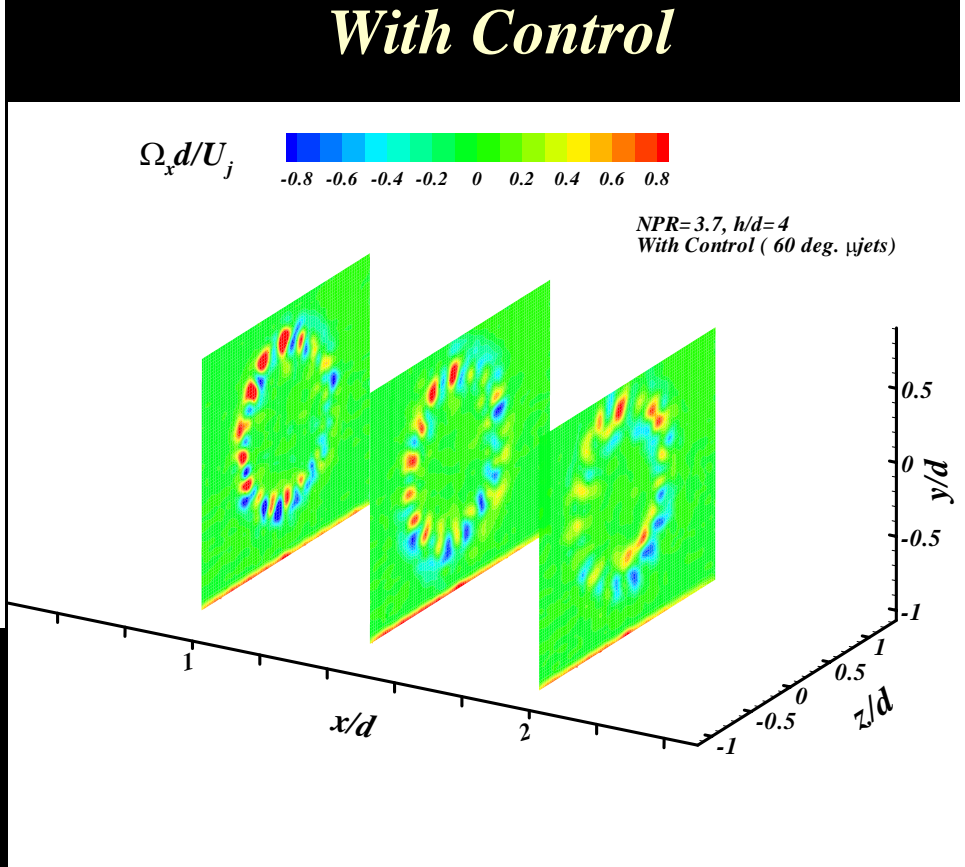 With Control
Ωₓd/Uⱼ
-0.8 -0.6 -0.4 -0.2 0 0.2 0.4 0.6 0.8
NPR= 3.7, h/d= 4
With Control ( 60 deg. μjets)
0.5
0
-0.5
-1
y/d
1
0.5
0
-0.5
-1
z/d
1
2
x/d